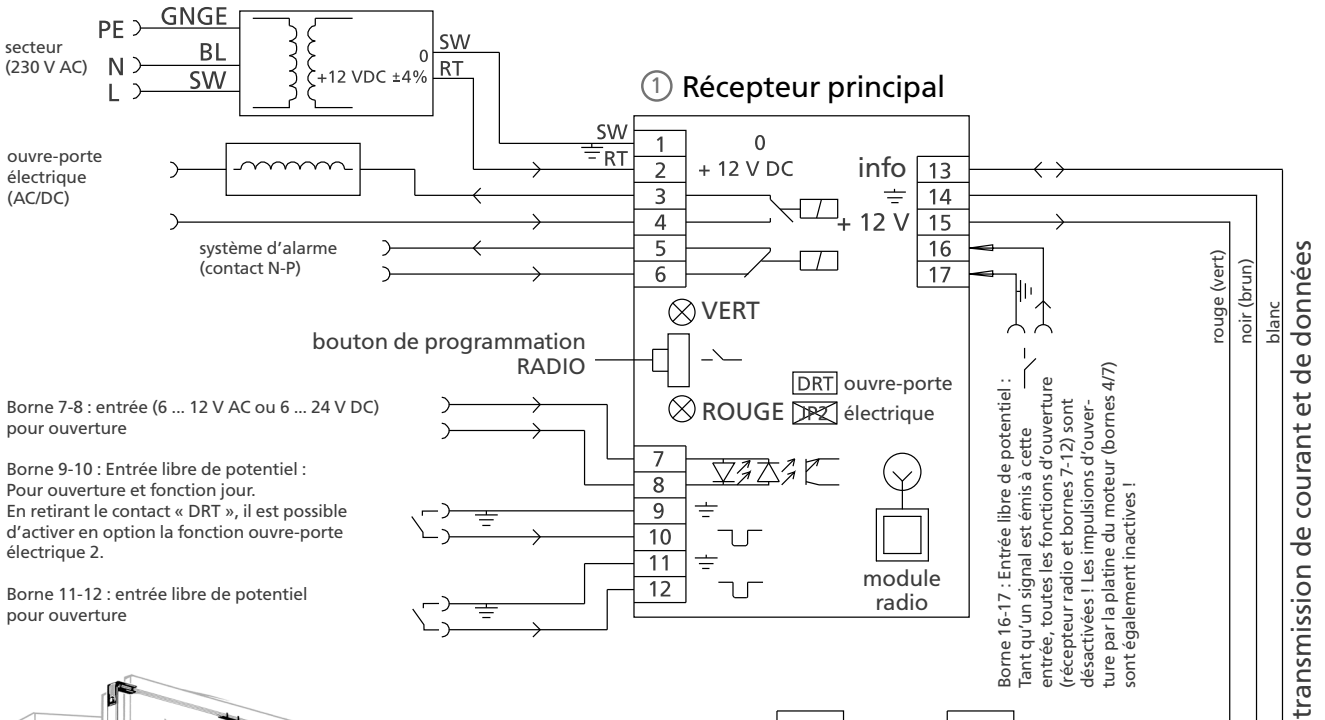 secteur
(230 V AC)
PE
GNGE
N
BL
L
SW
0
+12 VDC ±4%
SW
RT
① Récepteur principal
ouvre-porte
électrique
(AC/DC)
système d’alarme
(contact N-P)
SW
RT
1
2
3
4
5
6
0
+ 12 V DC
info
+ 12 V
13
14
15
16
17
VERT
bouton de programmation
RADIO
DRT ouvre-porte
ROUGE
JP2 électrique
Borne 7-8 : entrée (6 ... 12 V AC ou 6 ... 24 V DC)
pour ouverture
Borne 9-10 : Entrée libre de potentiel :
Pour ouverture et fonction jour.
En retirant le contact « DRT », il est possible
d’activer en option la fonction ouvre-porte
électrique 2.
Borne 11-12 : entrée libre de potentiel
pour ouverture
7
8
9
10
11
12
module
radio
Borne 16-17 : Entrée libre de potentiel :
Tant qu’un signal est émis à cette
entrée, toutes les fonctions d’ouverture
(récepteur radio et bornes 7-12) sont
désactivées ! Les impulsions d’ouver-
ture par la platine du moteur (bornes 4/7)
sont également inactives !
rouge (vert)
noir (brun)
blanc
transmission de courant et de données